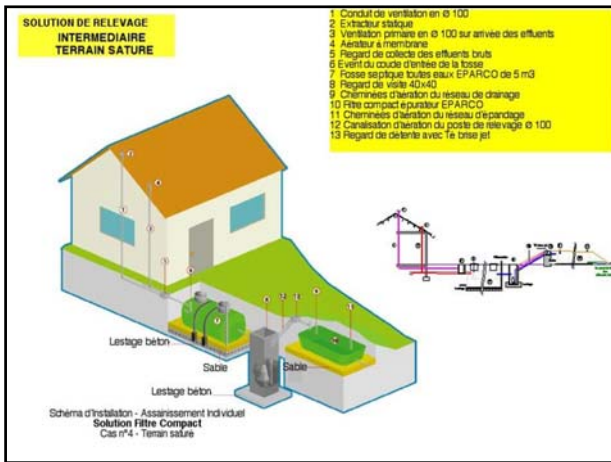 SOLUTION DE RELEVAGE
INTERMEDIAIRE
TERRAIN SATURE
1 Conduit de ventilation en Ø 100
2 Extracteur statique
3 Ventilation primaire en Ø 100 sur arrivée des effluents
4 Aérateur à membrane
5 Regard de collecte des effluents bruts
6 Event du coude d'entrée de la fosse
7 Fosse septique toutes eaux EPARCO de 5 m3
8 Regard de visite 40x40
9 Cheminées d'aération du réseau de drainage
10 Filtre compact épurateur EPARCO
11 Cheminées d'aération du réseau d'épandage
12 Canalisation d'aération du poste de relevage Ø 100
13 Regard de détente avec Té brise jet
Lestage béton
Sable
Sable
Lestage béton
Schéma d'Installation - Assainissement Individuel
Solution Filtre Compact
Cas n°4 - Terrain saturé